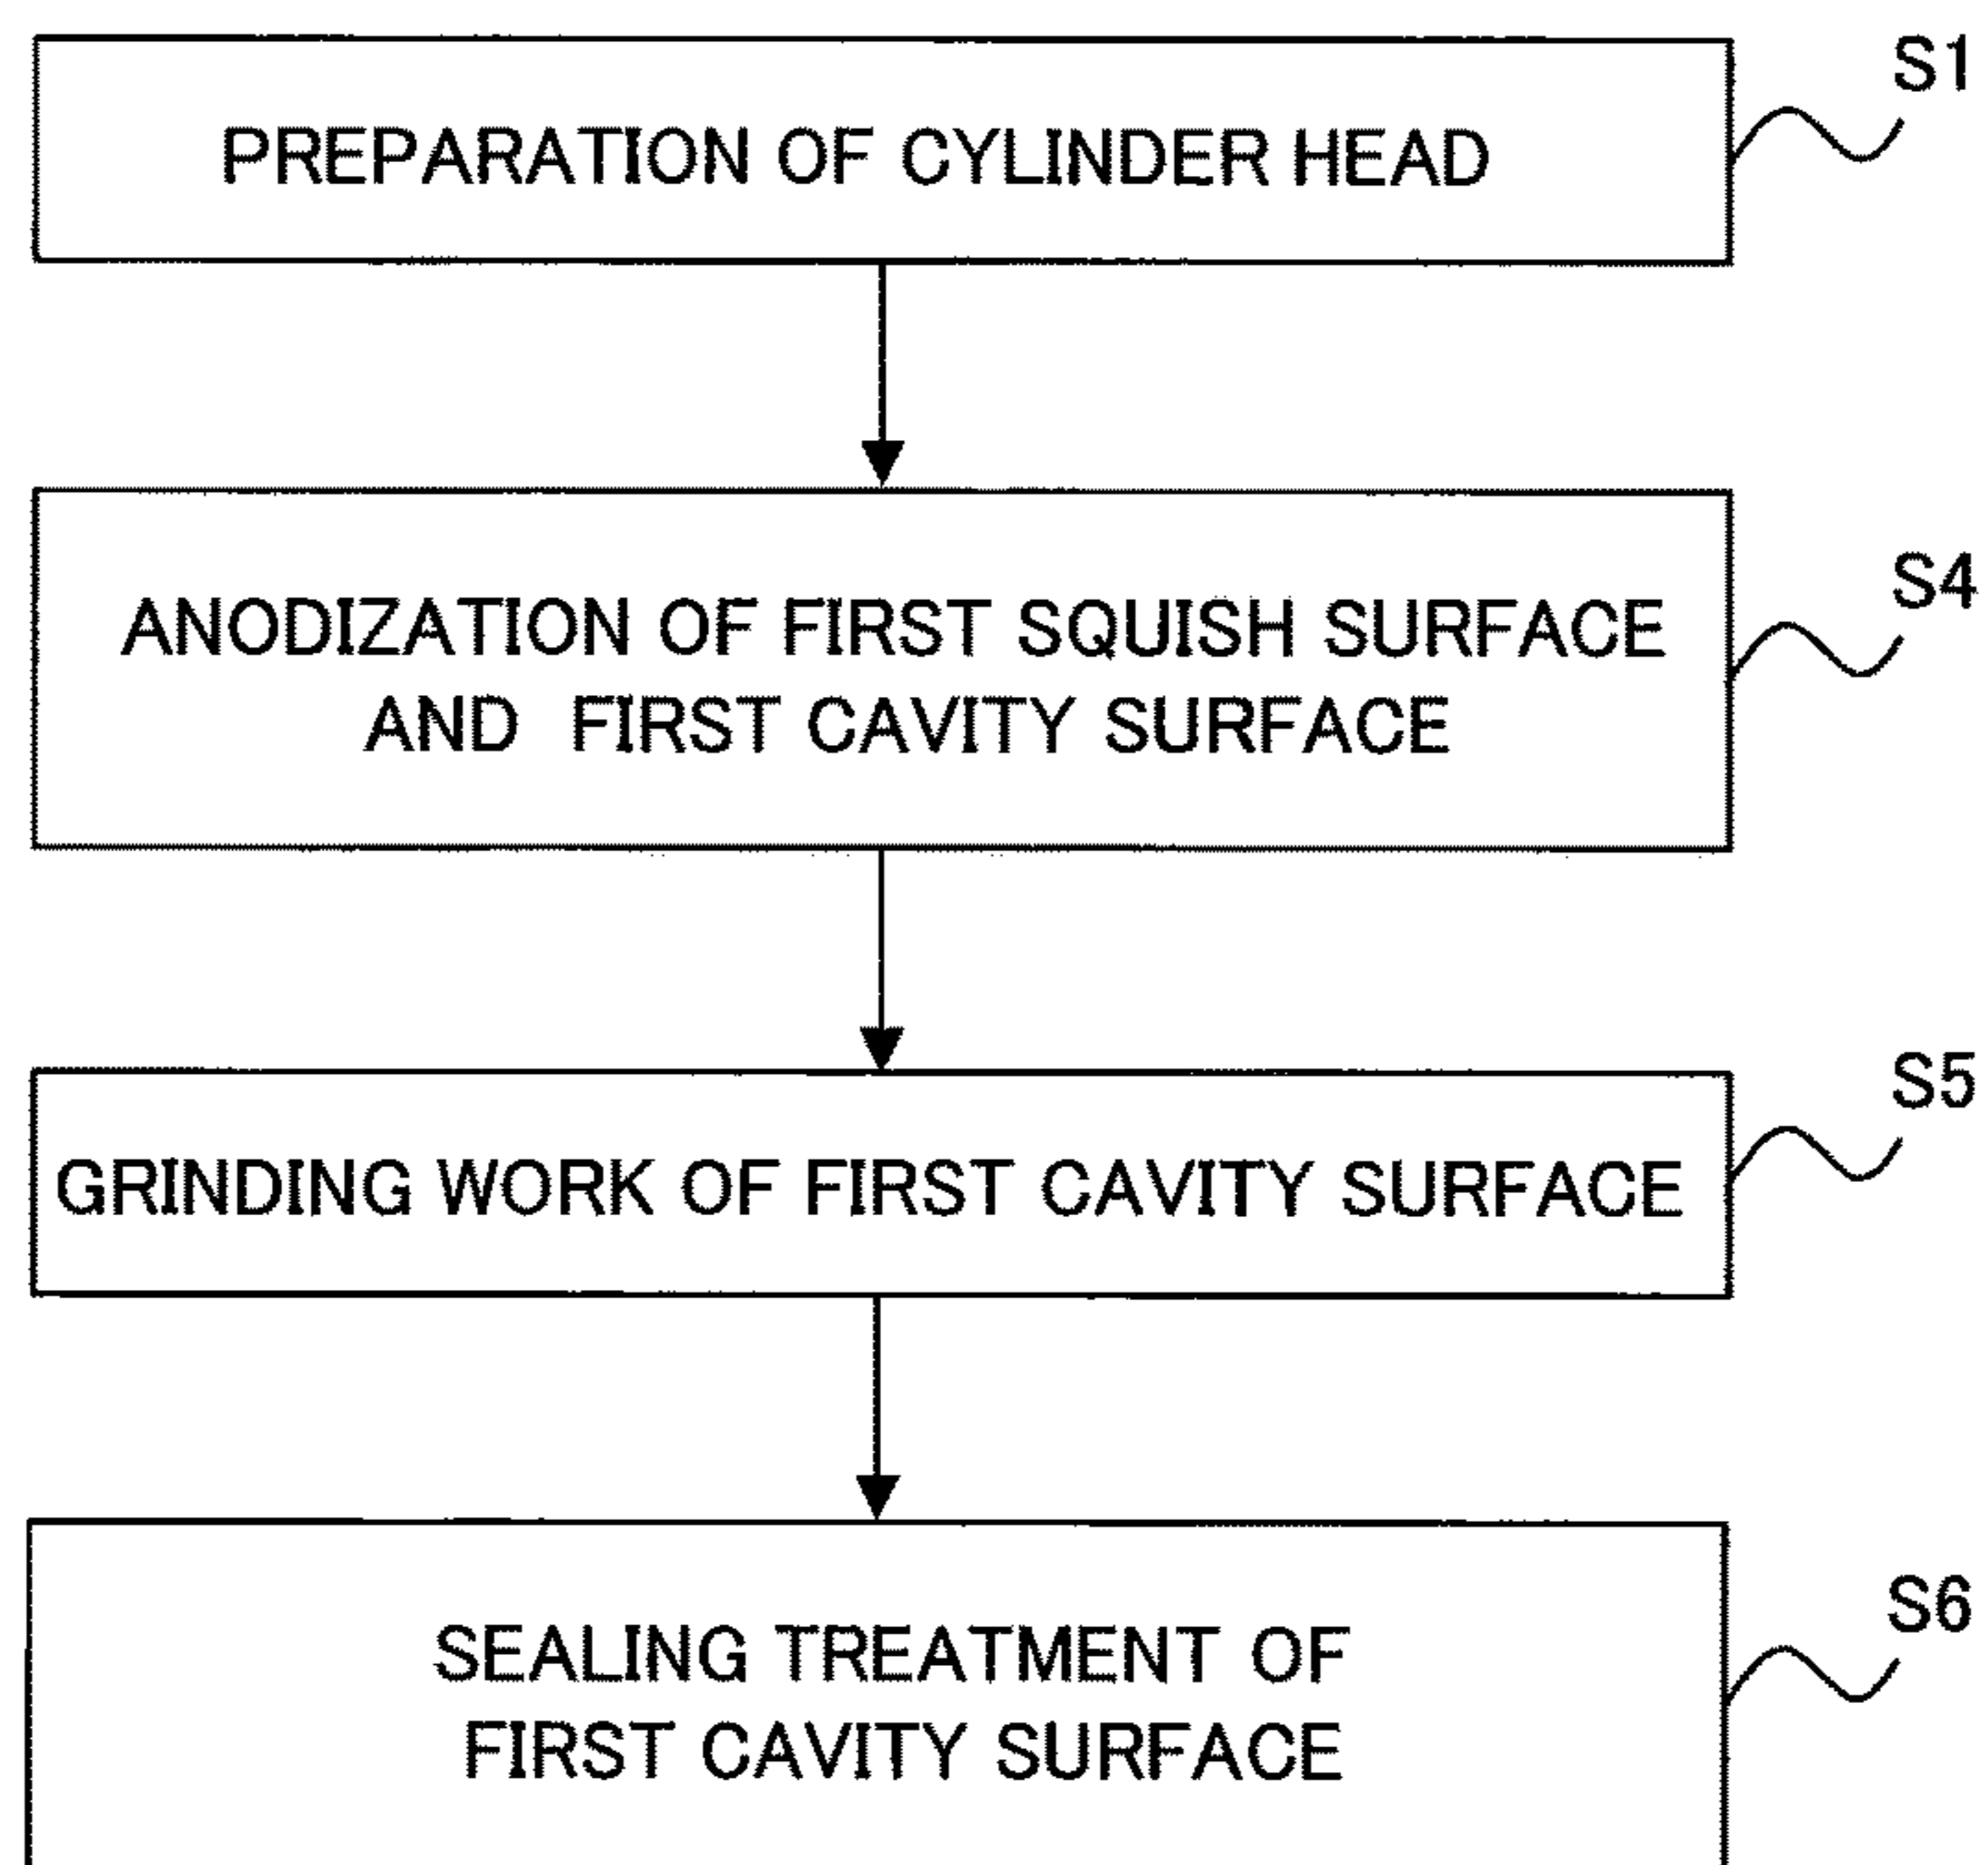 PREPARATION OF CYLINDER HEAD
S1
ANODIZATION OF FIRST SQUISH SURFACE
AND FIRST CAVITY SURFACE
S4
GRINDING WORK OF FIRST CAVITY SURFACE
S5
SEALING TREATMENT OF
FIRST CAVITY SURFACE
S6